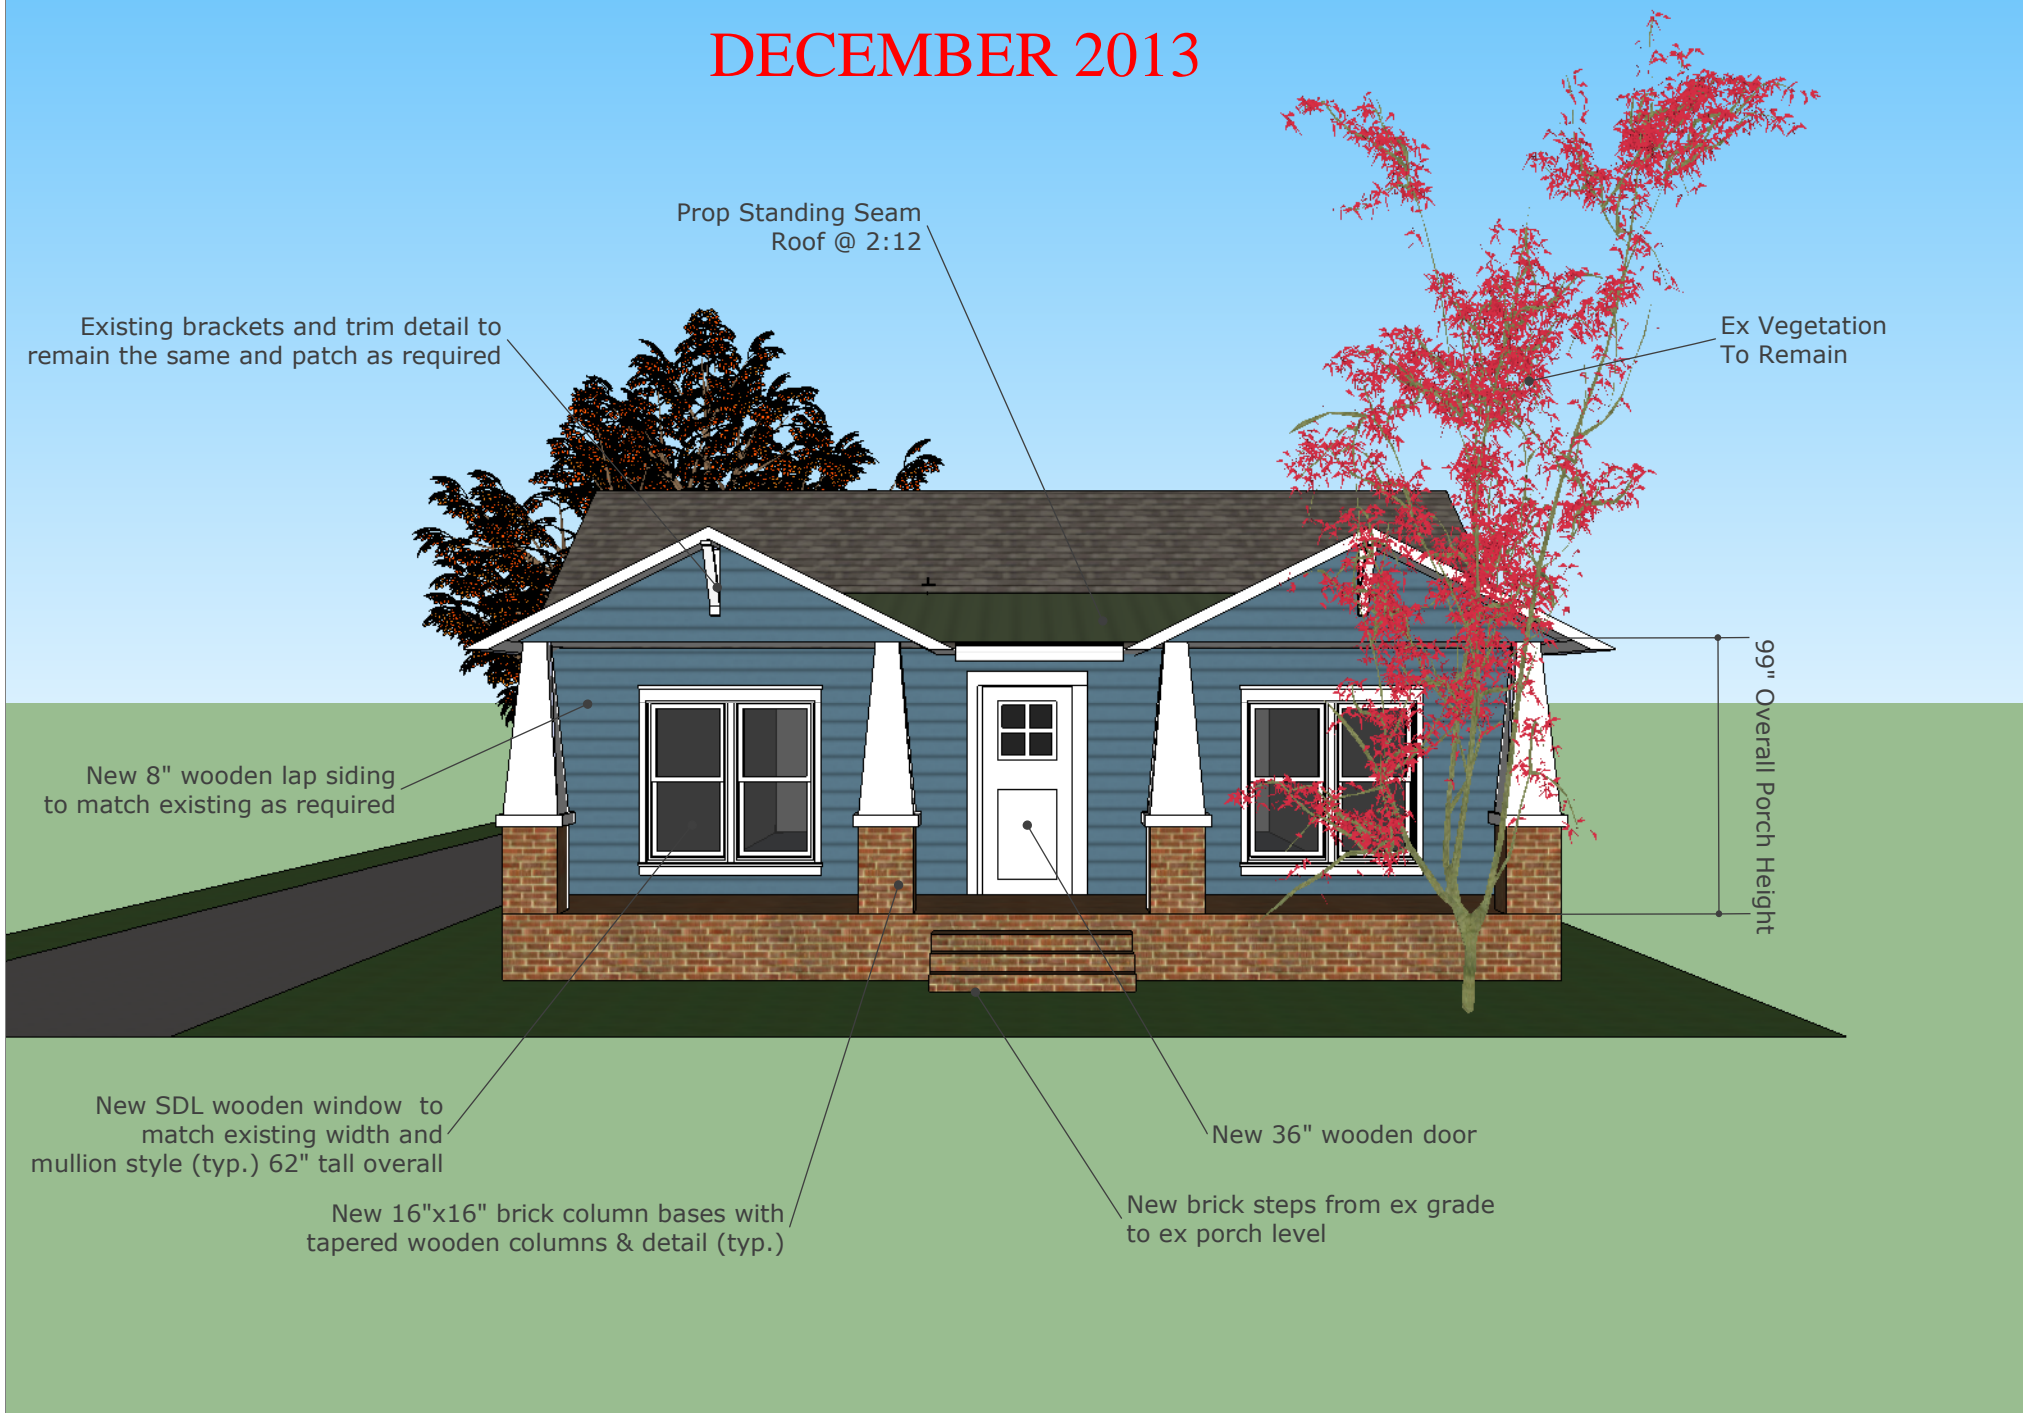 DECEMBER 2013
Prop Standing Seam
Roof @ 2:12
Existing brackets and trim detail to
remain the same and patch as required
Ex Vegetation
To Remain
99" Overall Porch Height
New 8" wooden lap siding
to match existing as required
New SDL wooden window  to
match existing width and
mullion style (typ.) 62" tall overall
New 36" wooden door
New 16"x16" brick column bases with
tapered wooden columns & detail (typ.)
New brick steps from ex grade
to ex porch level